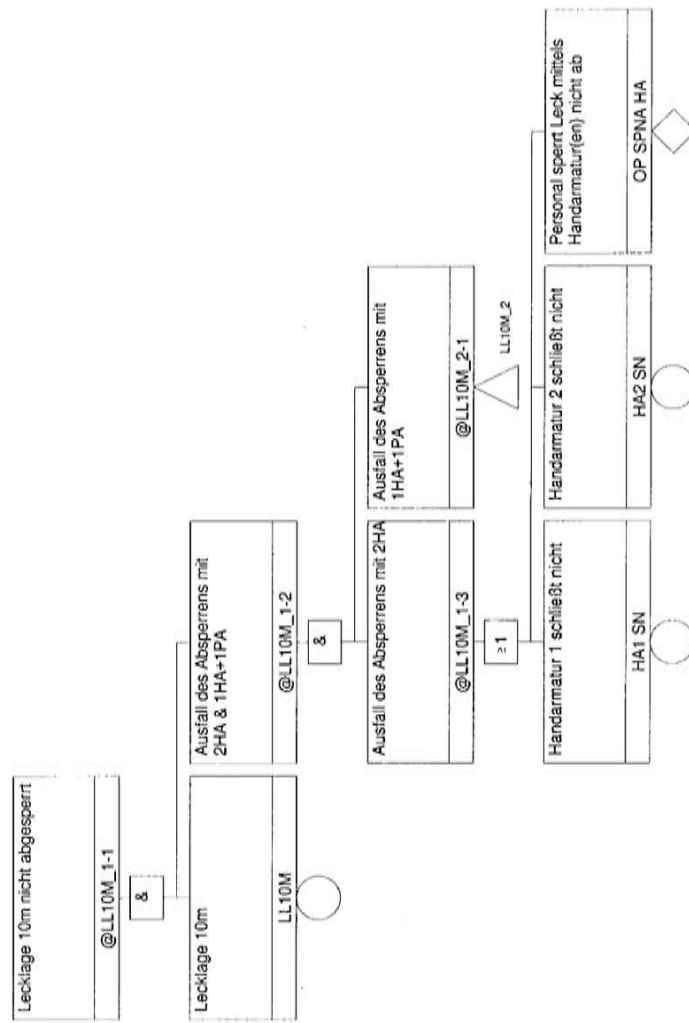 Lecklage 10m nicht abgesperrt
@LL10M_1-1
&
Lecklage 10m
LL10M
Ausfall des Absperrens mit
2HA & 1HA+1PA
@LL10M_1-2
&
Ausfall des Absperrens mit 2HA
@LL10M_1-3
≥1
Ausfall des Absperrens mit
1HA+1PA
@LL10M_2-1
LL10M_2
Handarmatur 1 schließt nicht
HA1 SN
Handarmatur 2 schließt nicht
HA2 SN
Personal sperrt Leck mittels
Handarmatur(en) nicht ab
OP SPNA HA